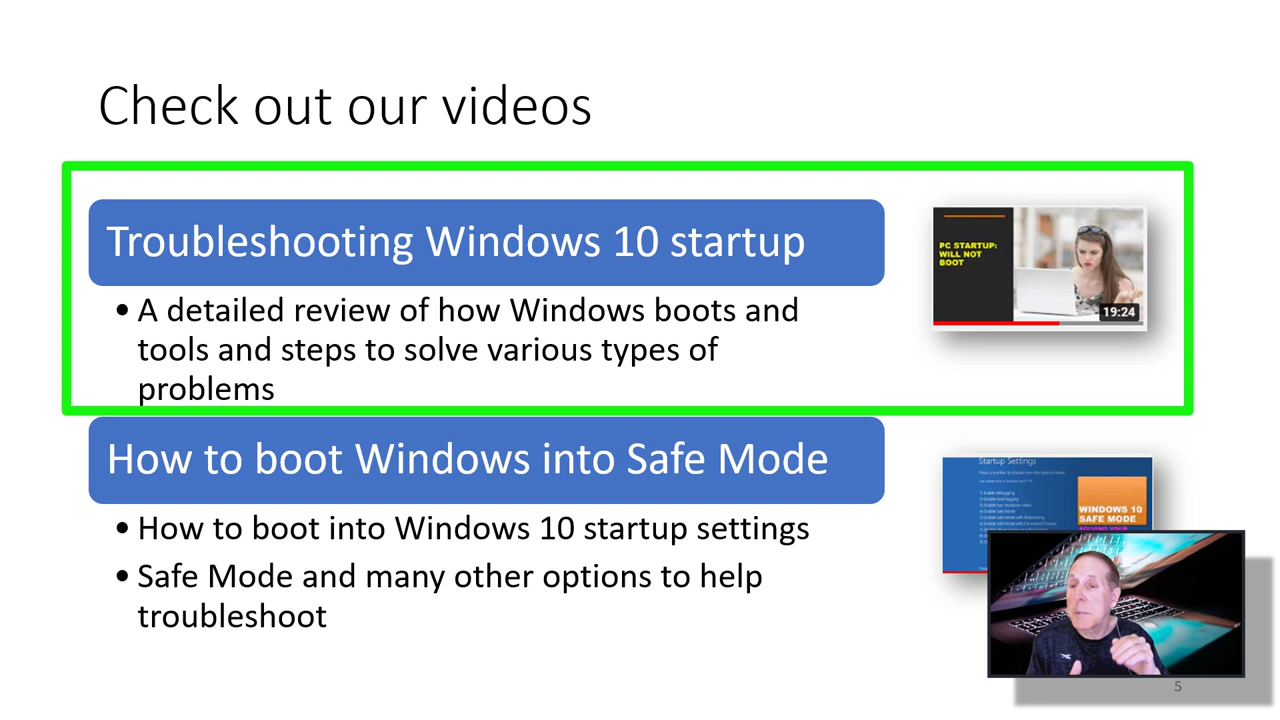 Check out our videos
Troubleshooting Windows 10 startup
• A detailed review of how Windows boots and
tools and steps to solve various types of
problems
PC STARTUP:
WILL NOT
BOOT
19:24
How to boot Windows into Safe Mode
• How to boot into Windows 10 startup settings
• Safe Mode and many other options to help
troubleshoot
Startup Settings
WINDOWS 10
SAFE MODE
5